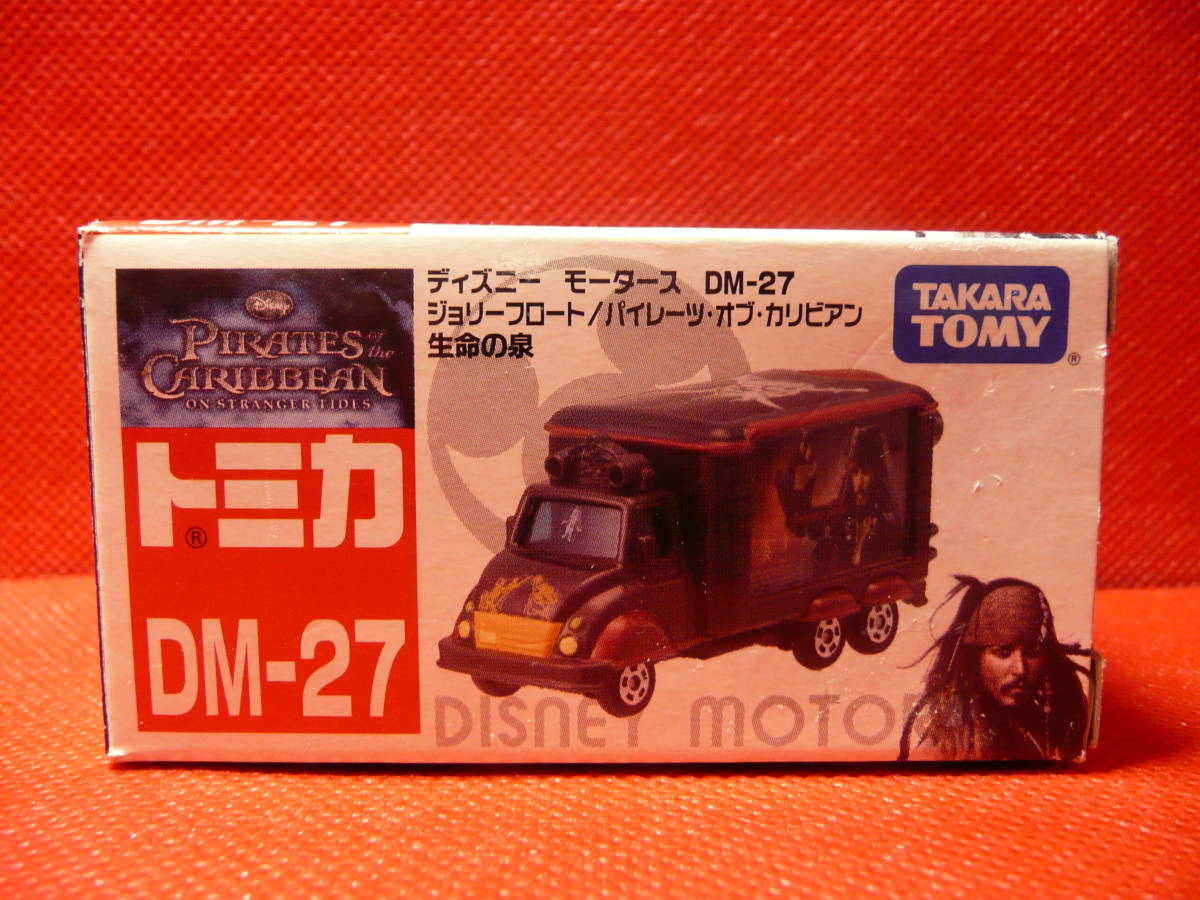 DM-27
Disney
PIRATES of the
CARIBBEAN
ON STRANGER TIDES
トミカ®
DM-27
ディズニー モータース DM-27
ジョリーフロート/パイレーツ・オブ・カリビアン
生命の泉
TAKARA
TOMY®
DISNEY MOTOR